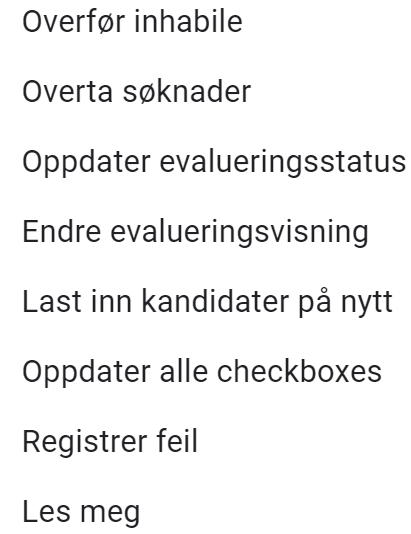 Overfør inhabile
Overta søknader
Oppdater evalueringsstatus
Endre evalueringsvisning
Last inn kandidater på nytt
Oppdater alle checkboxes
Registrer feil
Les meg